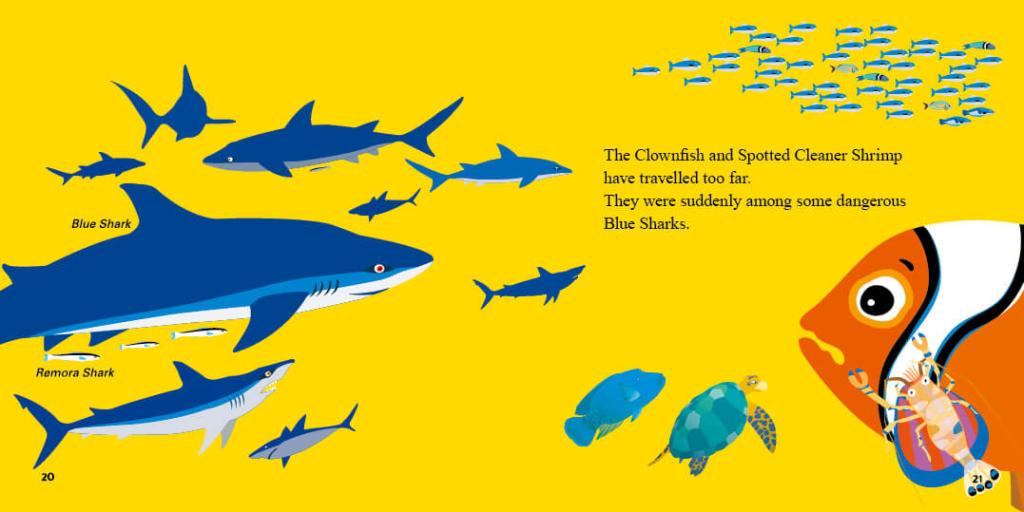 Blue Shark
Remora Shark
20
The Clownfish and Spotted Cleaner Shrimp
have travelled too far.
They were suddenly among some dangerous
Blue Sharks.
21